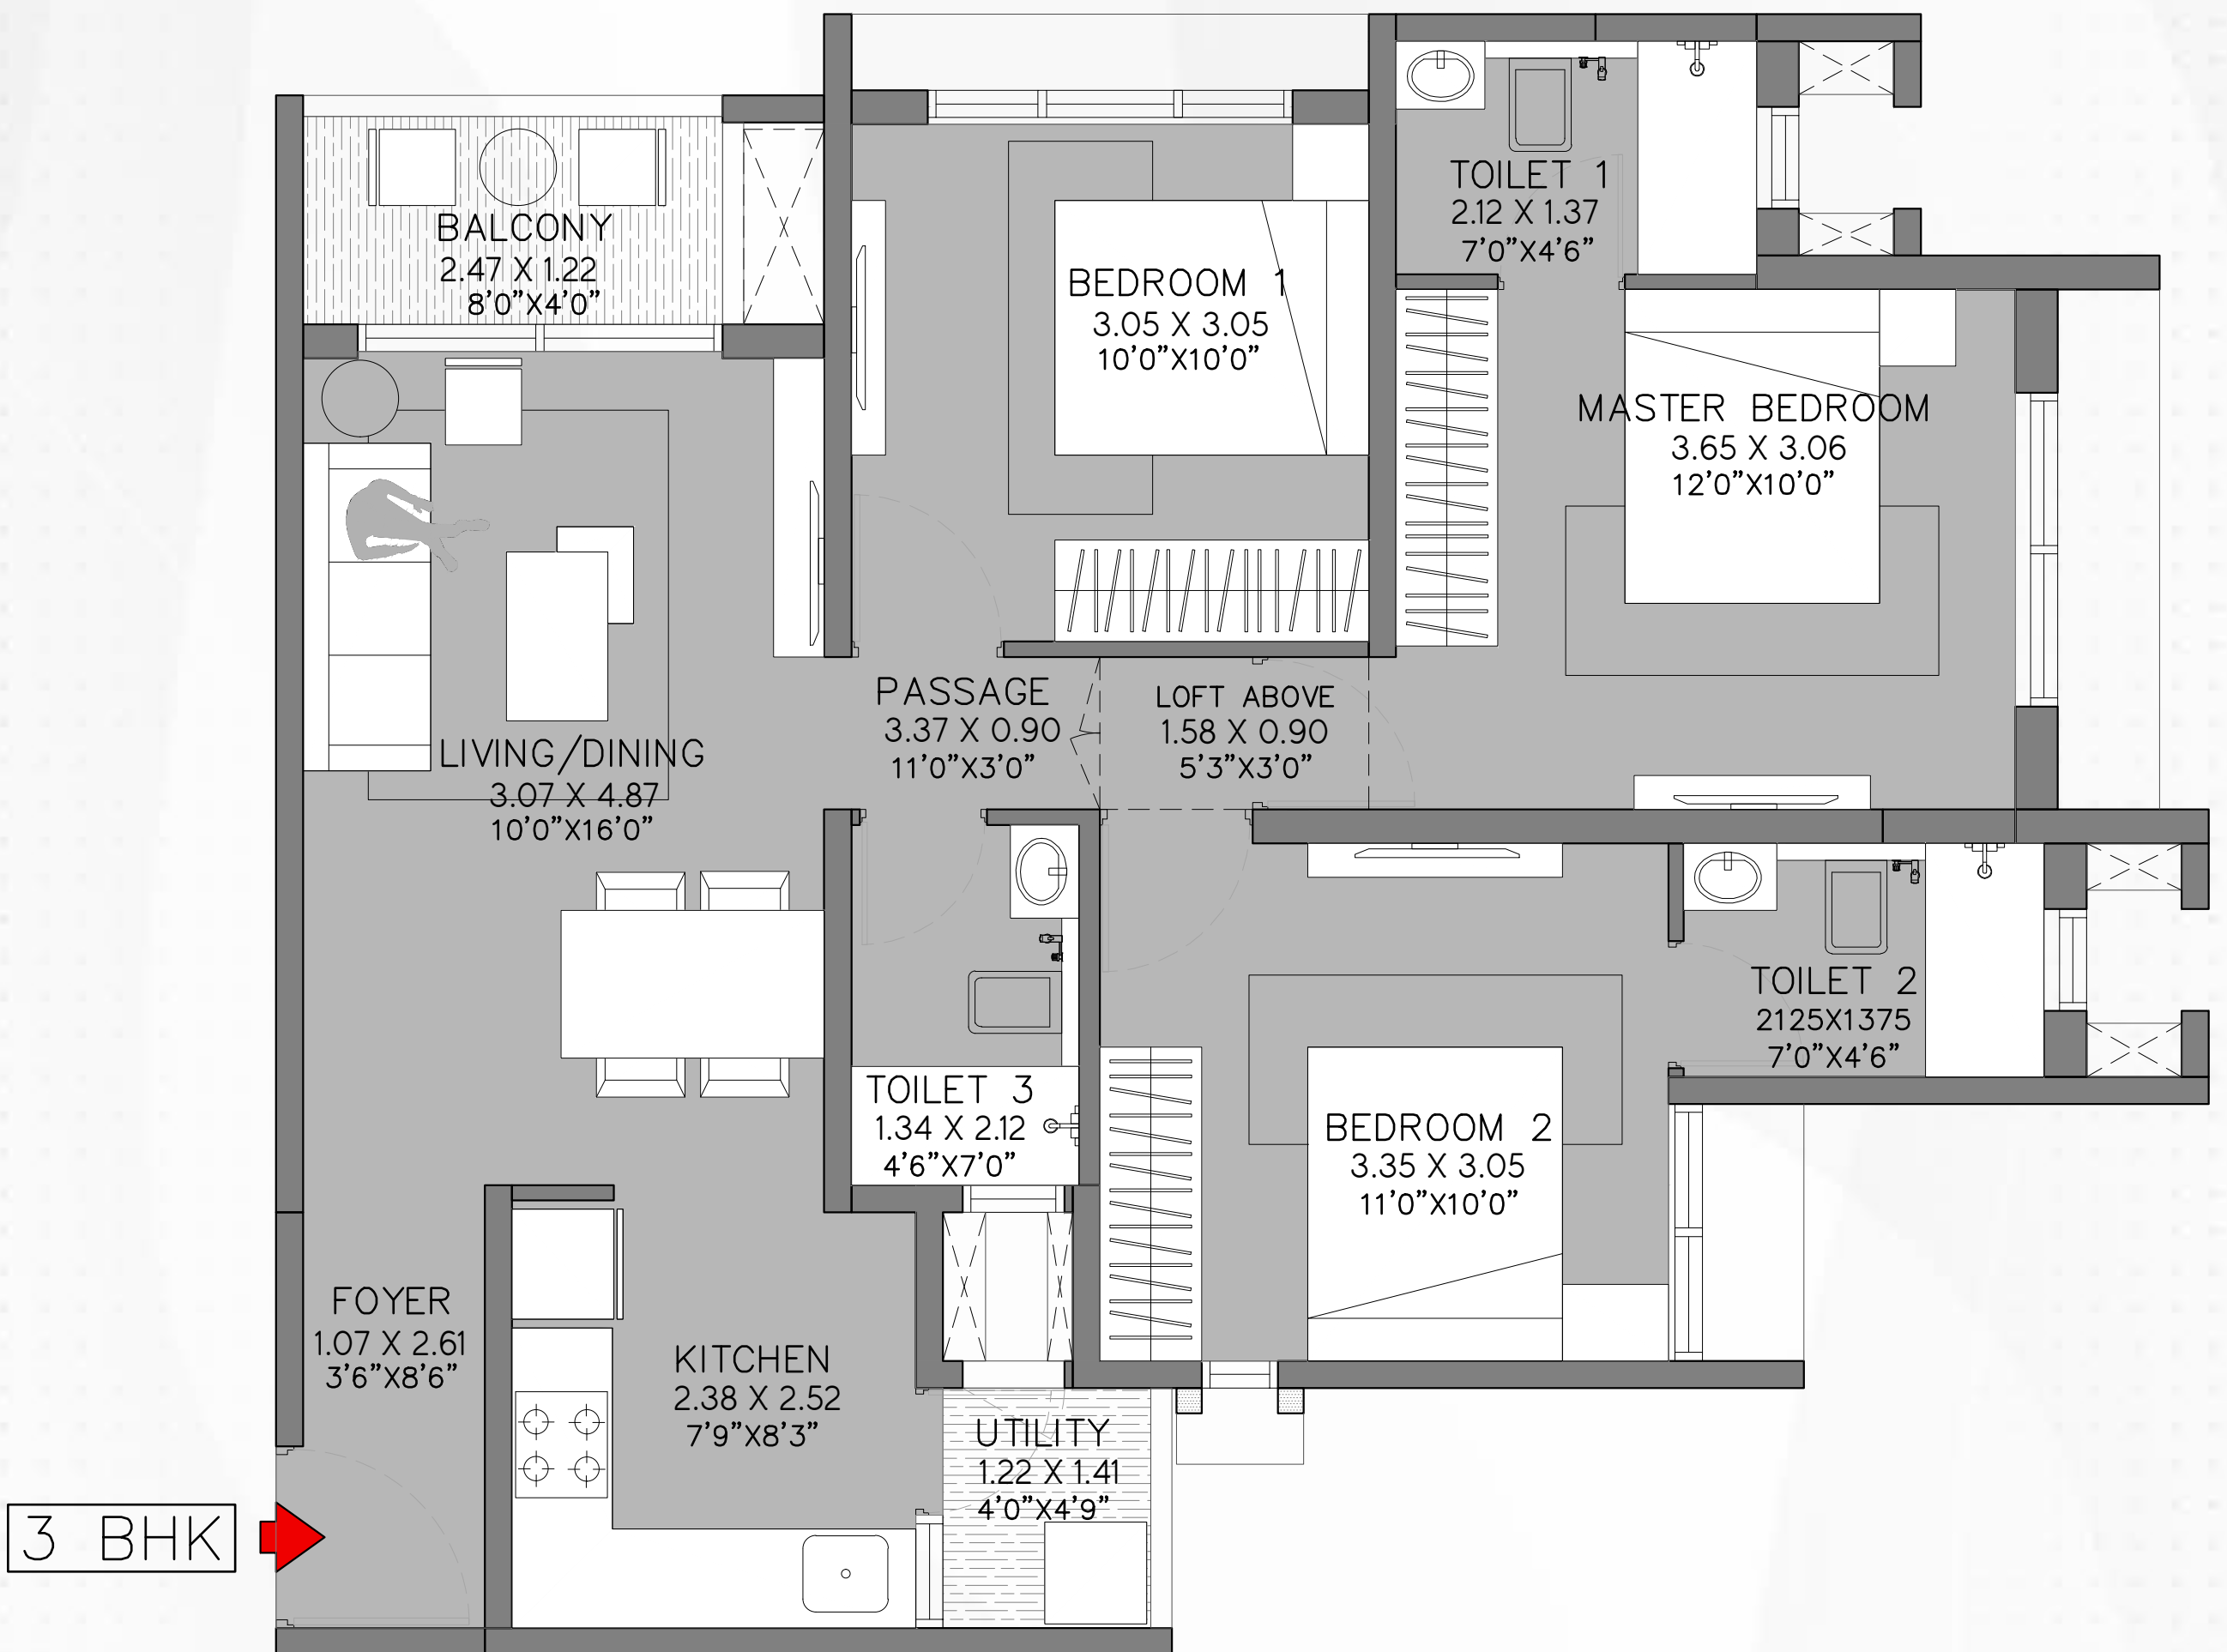 TOILET 1
2.12 X 1.37
7'0"X4'6"
BALCONY
2.47 X 1.22
8'0"X4'0"
BEDROOM 1
3.05 X 3.05
10'0"X10'0"
MASTER BEDROOM
3.65 X 3.06
12'0"X10'0"
PASSAGE
3.37 X 0.90
11'0"X3'0"
LOFT ABOVE
1.58 X 0.90
5'3"X3'0"
LIVING/DINING
3.07 X 4.87
10'0"X16'0"
TOILET 2
2125X1375
7'0"X4'6"
TOILET 3
1.34 X 2.12
4'6"X7'0"
BEDROOM 2
3.35 X 3.05
11'0"X10'0"
FOYER
1.07 X 2.61
3'6"X8'6"
KITCHEN
2.38 X 2.52
7'9"X8'3"
UTILITY
1.22 X 1.41
4'0"X4'9"
3 BHK